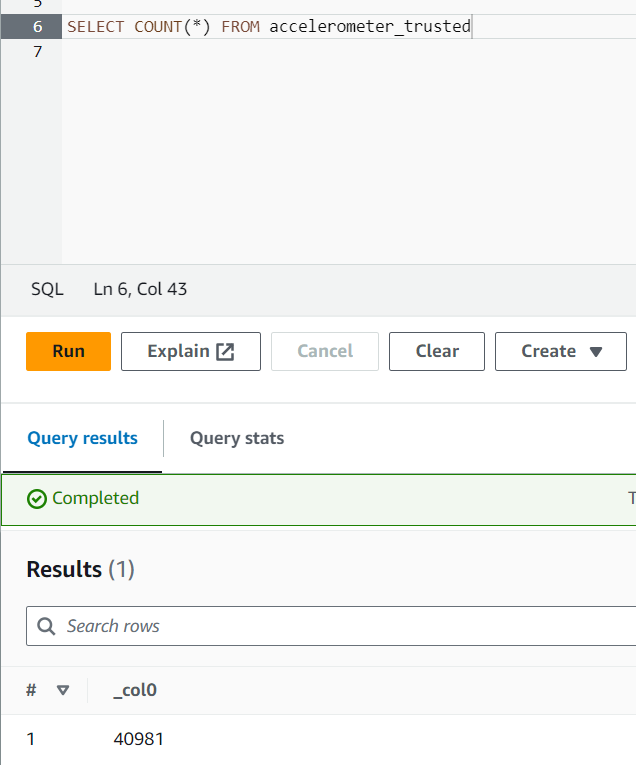 5
6 SELECT COUNT(*) FROM accelerometer_trusted
7
SQL Ln 6, Col 43
Run Explain Cancel Clear Create
Query results Query stats
Completed T
Results (1)
Search rows
# _col0
1 40981